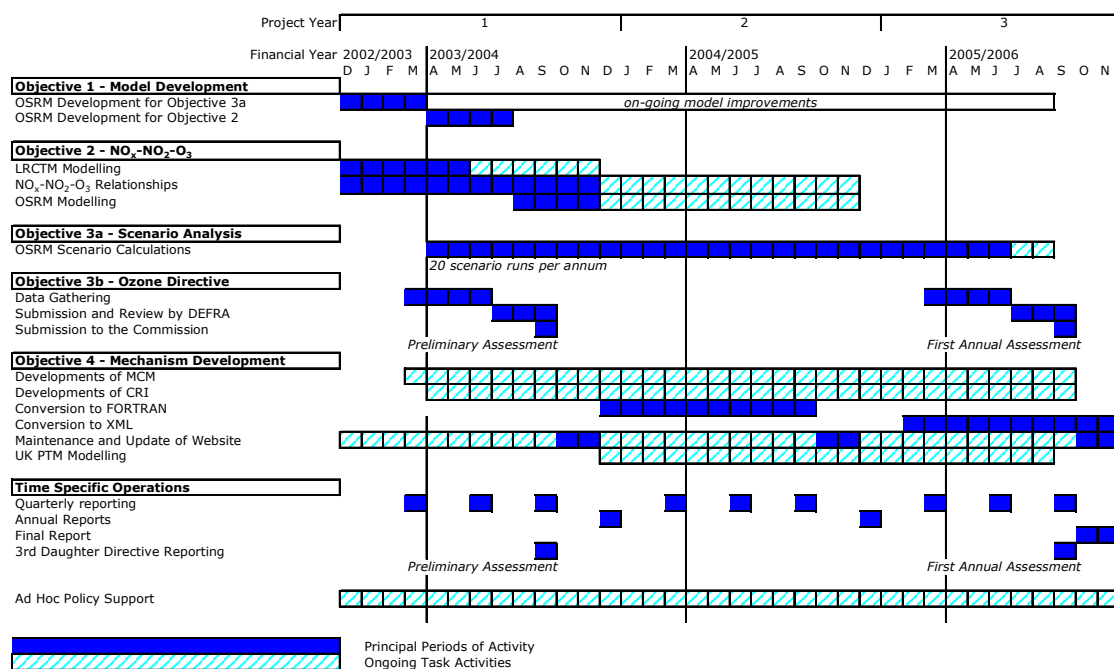 Project Year 1 2 3
Financial Year 2002/2003 2003/2004 2004/2005 2005/2006
D J F M A M J J A S O N D J F M A M J J A S O N D J F M A M J J A S O N
Objective 1 - Model Development
OSRM Development for Objective 3a on-going model improvements
OSRM Development for Objective 2
Objective 2 - NOx-NO2-O3
LRCTM Modelling
NOx-NO2-O3 Relationships
OSRM Modelling
Objective 3a - Scenario Analysis
OSRM Scenario Calculations
20 scenario runs per annum
Objective 3b - Ozone Directive
Data Gathering
Submission and Review by DEFRA
Submission to the Commission
Preliminary Assessment First Annual Assessment
Objective 4 - Mechanism Development
Developments of MCM
Developments of CRI
Conversion to FORTRAN
Conversion to XML
Maintenance and Update of Website
UK PTM Modelling
Time Specific Operations
Quarterly reporting
Annual Reports
Final Report
3rd Daughter Directive Reporting
Preliminary Assessment First Annual Assessment
Ad Hoc Policy Support
Principal Periods of Activity
Ongoing Task Activities